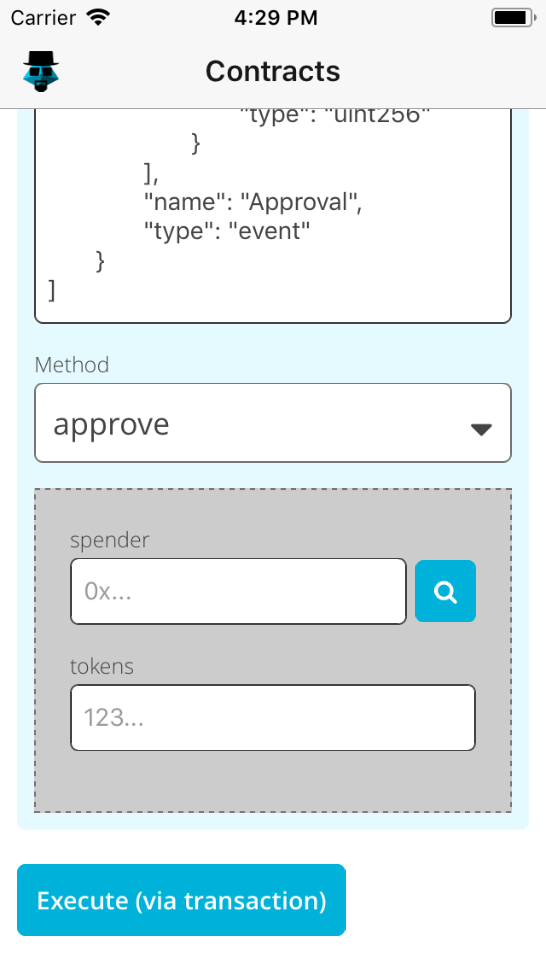 Carrier 4:29 PM
Contracts
"type": "uint256"
}
],
"name": "Approval",
"type": "event"
}
]
Method
approve
spender
0x...
tokens
123...
Execute (via transaction)